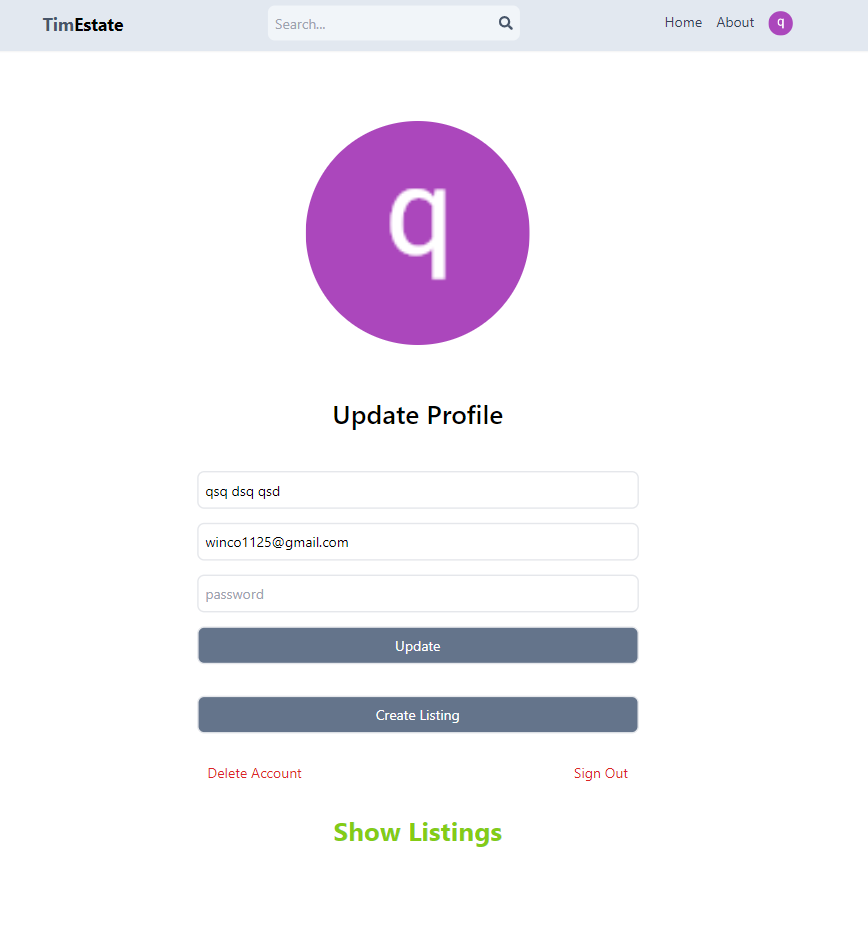 TimEstate
Search...
Home About q
q
Update Profile
qsq dsq qsd
winco1125@gmail.com
password
Update
Create Listing
Delete Account Sign Out
Show Listings